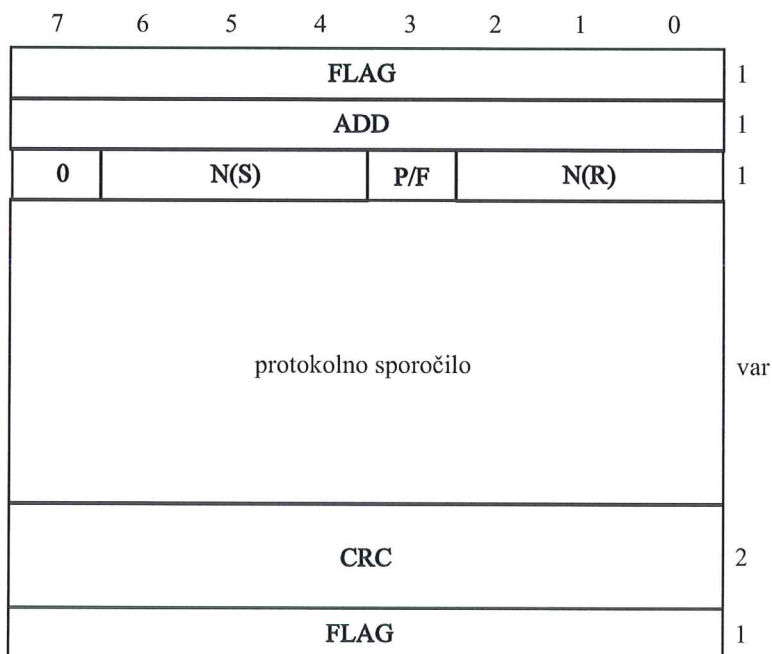 7 6 5 4 3 2 1 0
FLAG 1
ADD 1
0 N(S) P/F N(R) 1
protokolno sporočilo var
CRC 2
FLAG 1